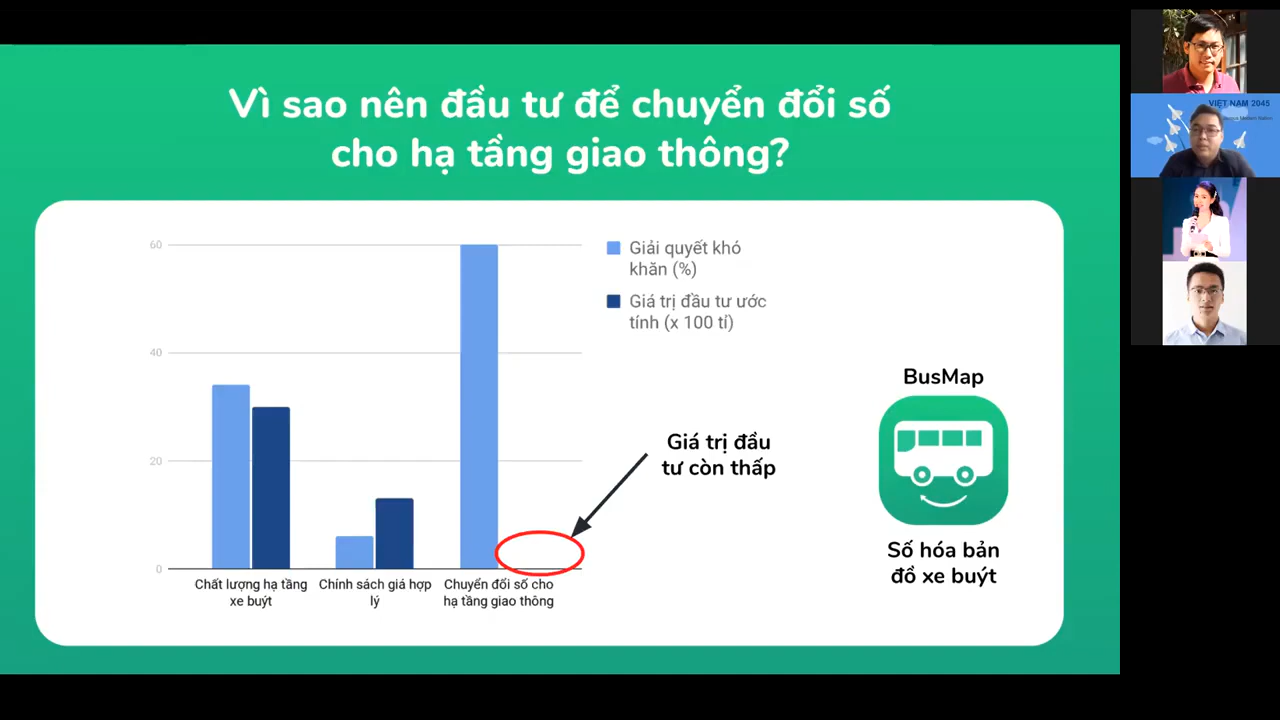 Vì sao nên đầu tư để chuyển đổi số
cho hạ tầng giao thông?
60
40
20
0
Giải quyết khó
khăn (%)
Giá trị đầu tư ước
tính (x 100 tỉ)
Giá trị đầu
tư còn thấp
Chất lượng hạ tầng
xe buýt
Chính sách giá hợp
lý
Chuyển đổi số cho
hạ tầng giao thông
BusMap
Số hóa bản
đồ xe buýt
VIỆT NAM 2045
Modern Nation